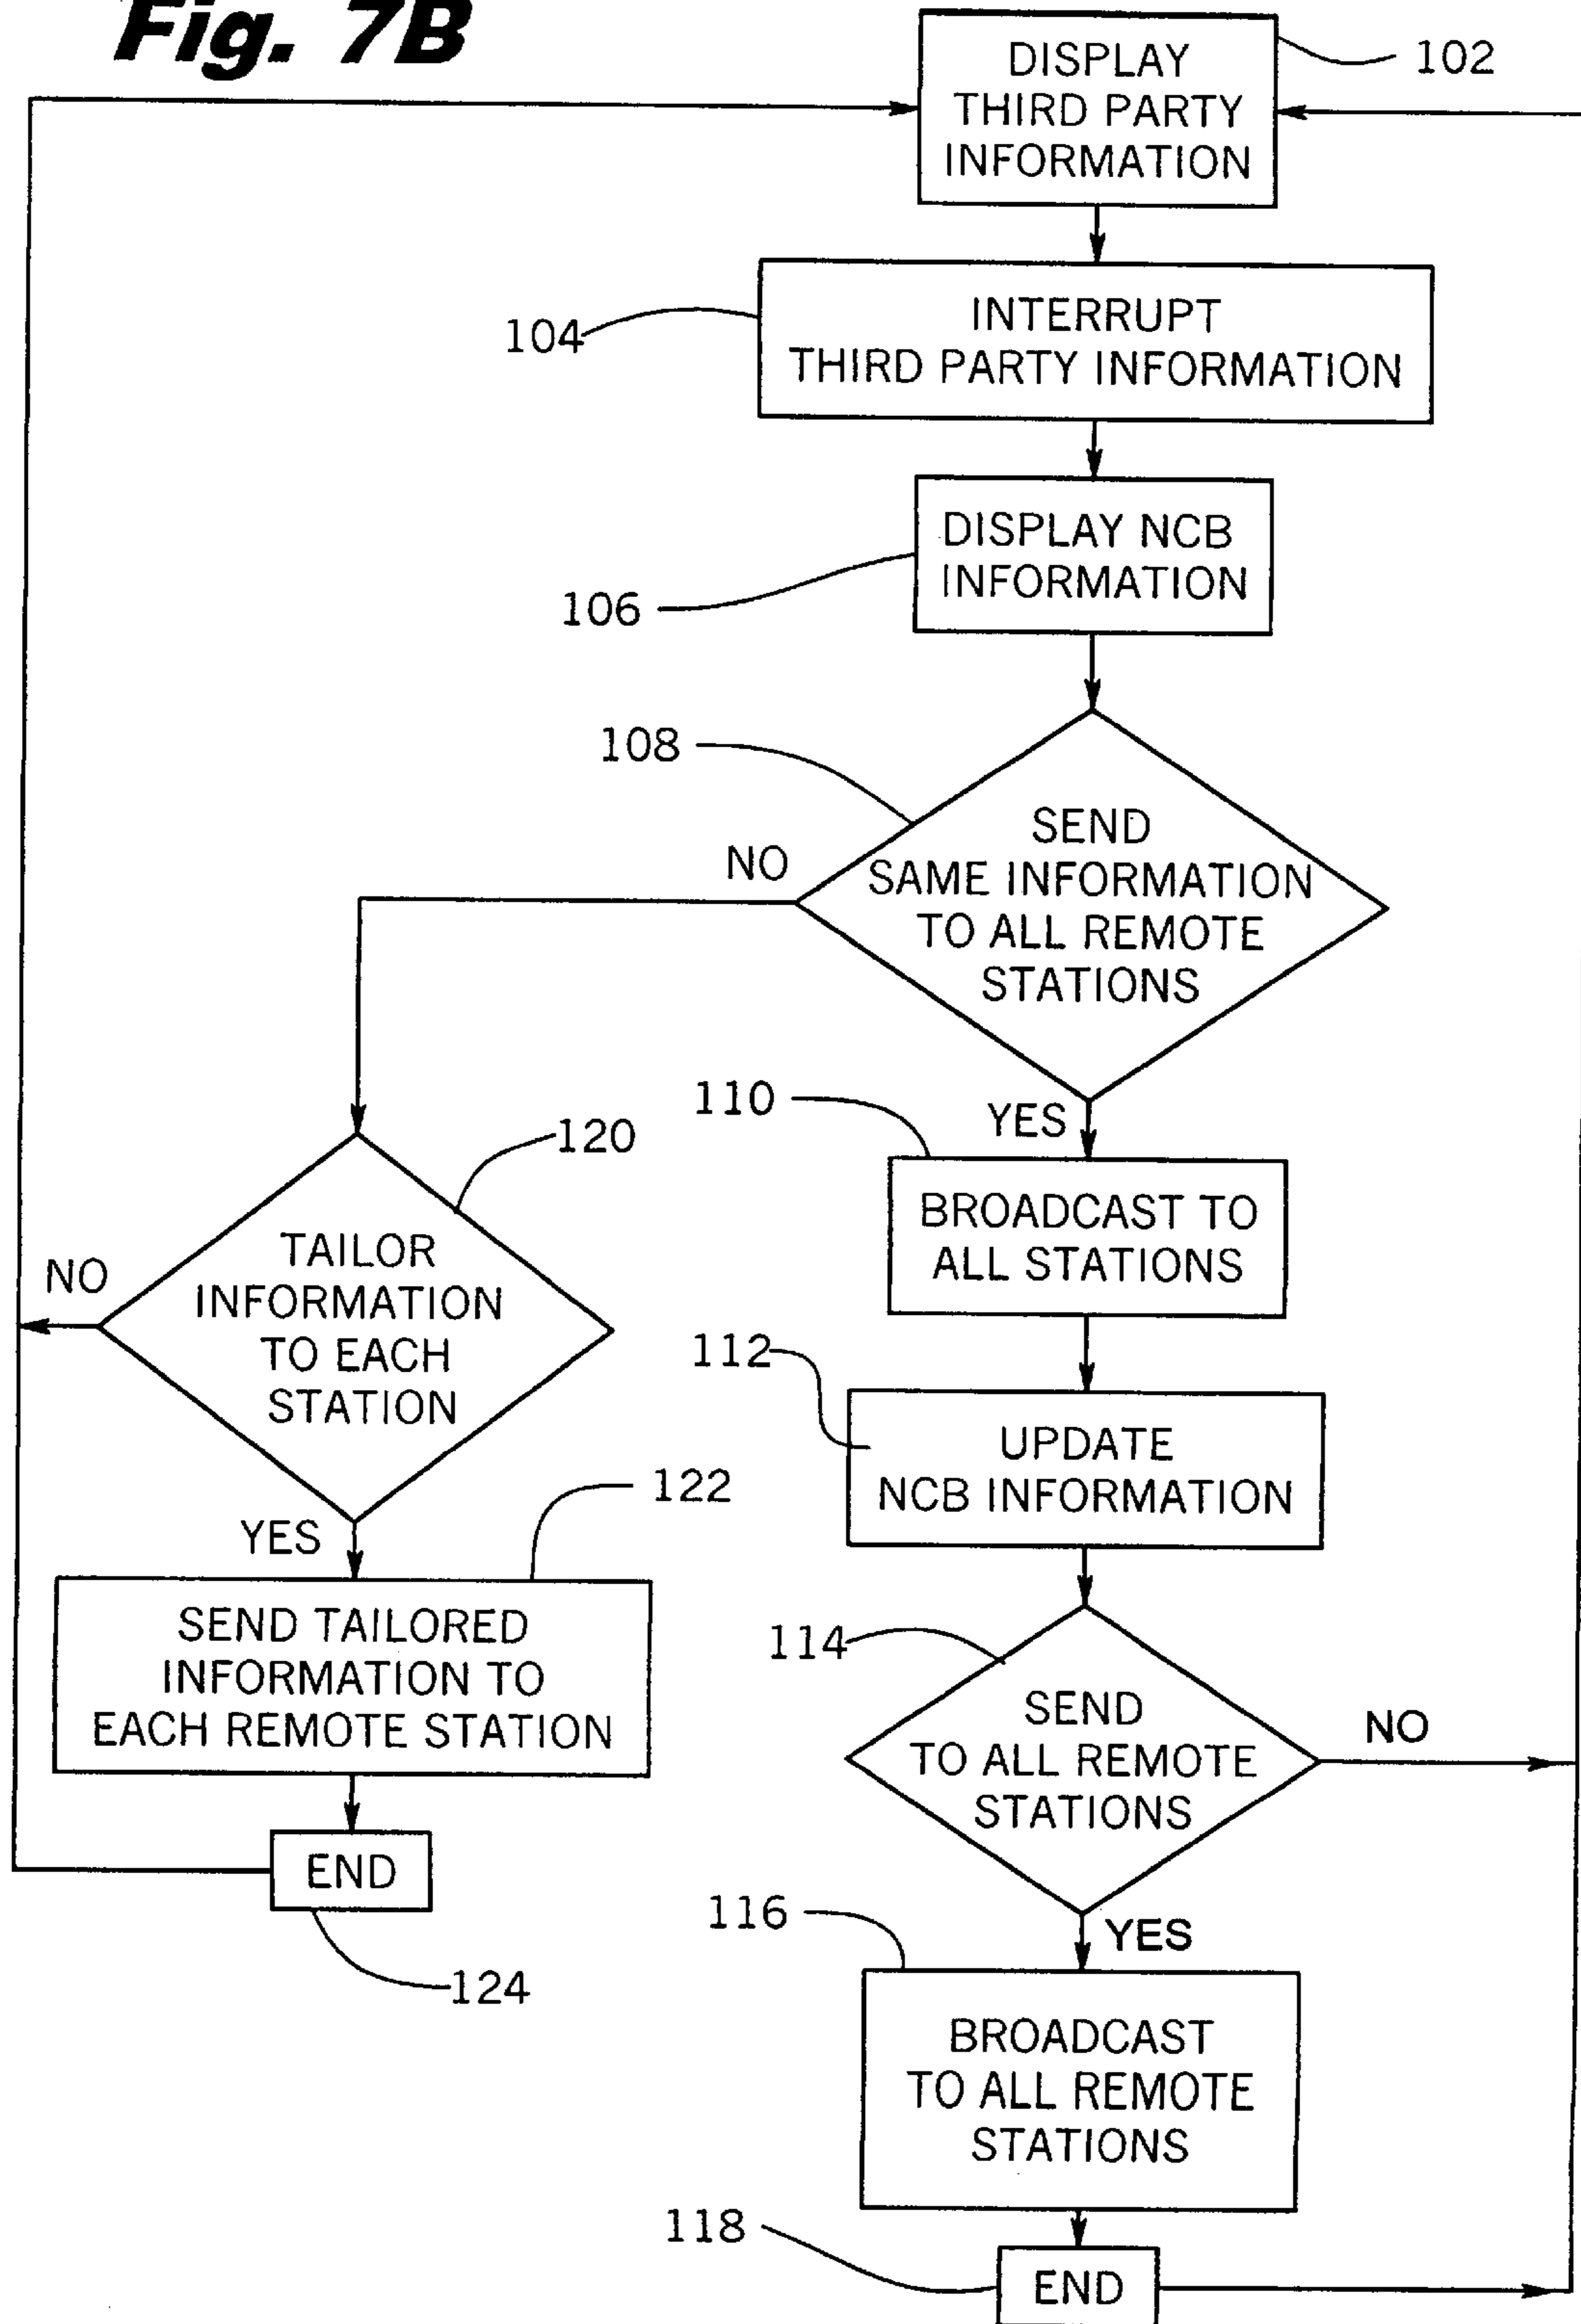 Fig. 7B
DISPLAY
THIRD PARTY
INFORMATION
102
INTERRUPT
THIRD PARTY INFORMATION
104
DISPLAY NCB
INFORMATION
106
108
SEND
SAME INFORMATION
TO ALL REMOTE
STATIONS
NO
YES
110
BROADCAST TO
ALL STATIONS
120
TAILOR
INFORMATION
TO EACH
STATION
NO
YES
112
UPDATE
NCB INFORMATION
122
SEND TAILORED
INFORMATION TO
EACH REMOTE STATION
114
SEND
TO ALL REMOTE
STATIONS
NO
YES
END
124
116
BROADCAST
TO ALL REMOTE
STATIONS
118
END